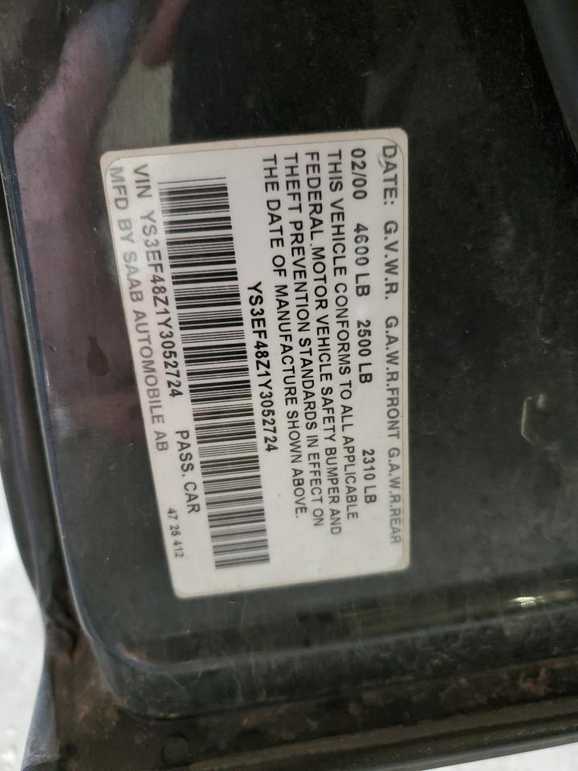 DATE: G.V.W.R. G.A.W.R.FRONT G.A.W.R.REAR
02/00 4600 LB 2500 LB 2310 LB
THIS VEHICLE CONFORMS TO ALL APPLICABLE
FEDERAL MOTOR VEHICLE SAFETY BUMPER AND
THEFT PREVENTION STANDARDS IN EFFECT ON
THE DATE OF MANUFACTURE SHOWN ABOVE.
YS3EF48Z1Y3052724
VIN YS3EF48Z1Y3052724 PASS. CAR
MFD BY SAAB AUTOMOBILE AB 47 25 412